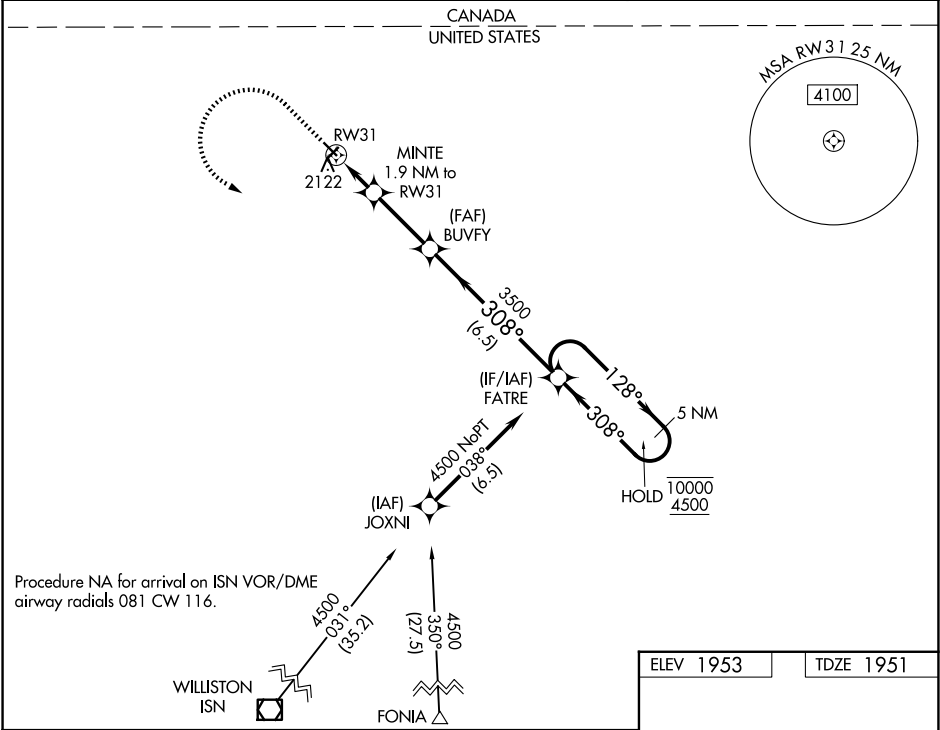 CANADA
UNITED STATES
MSA RW31 25 NM
4100
RW31
2122
MINTE
1.9 NM to
RW31
(FAF)
BUVFY
3500
308°
(6.5)
(IF/IAF)
FATRE
128°
308°
5 NM
HOLD
10000
4500
4500 NoPT
038°
(6.5)
(IAF)
JOXNI
Procedure NA for arrival on ISN VOR/DME
airway radials 081 CW 116.
4500
031°
(35.2)
4500
350°
(27.5)
WILLISTON
ISN
FONIA
ELEV 1953
TDZE 1951